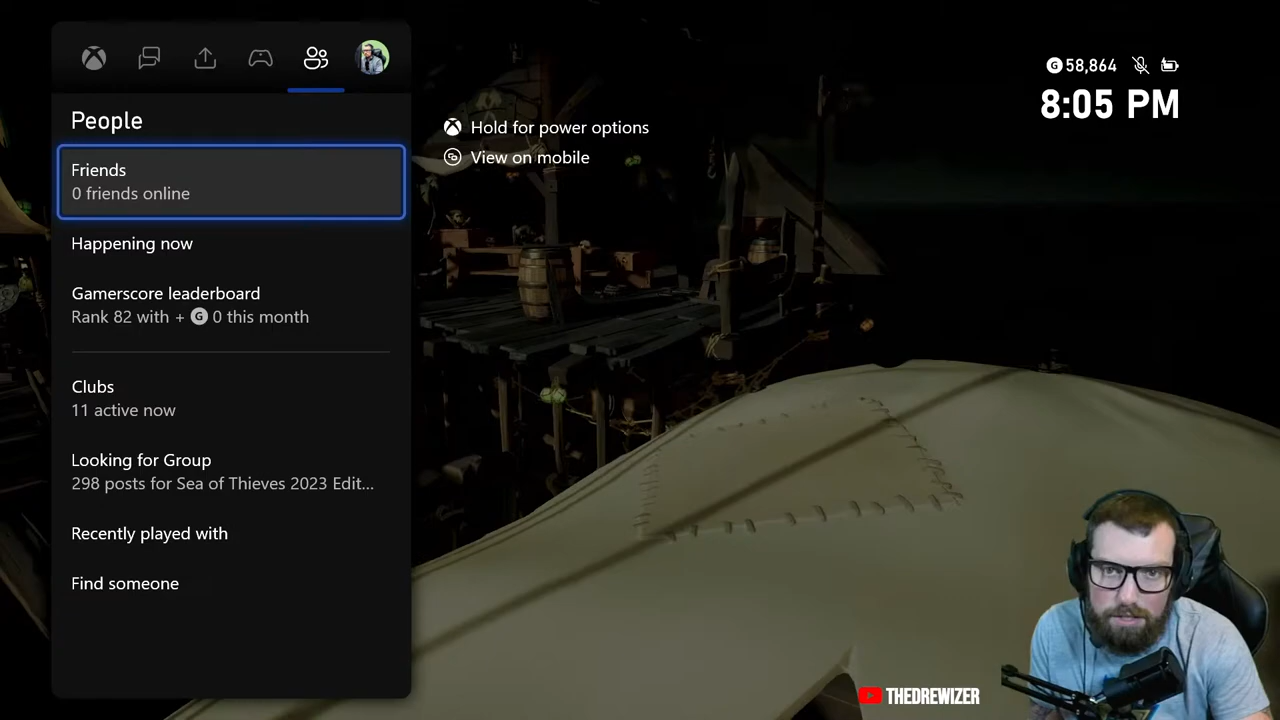 People
Friends
0 friends online
Happening now
Gamerscore leaderboard
Rank 82 with + G 0 this month
Clubs
11 active now
Looking for Group
298 posts for Sea of Thieves 2023 Edit...
Recently played with
Find someone
Hold for power options
View on mobile
G 58,864
8:05 PM
THEDREWIZER